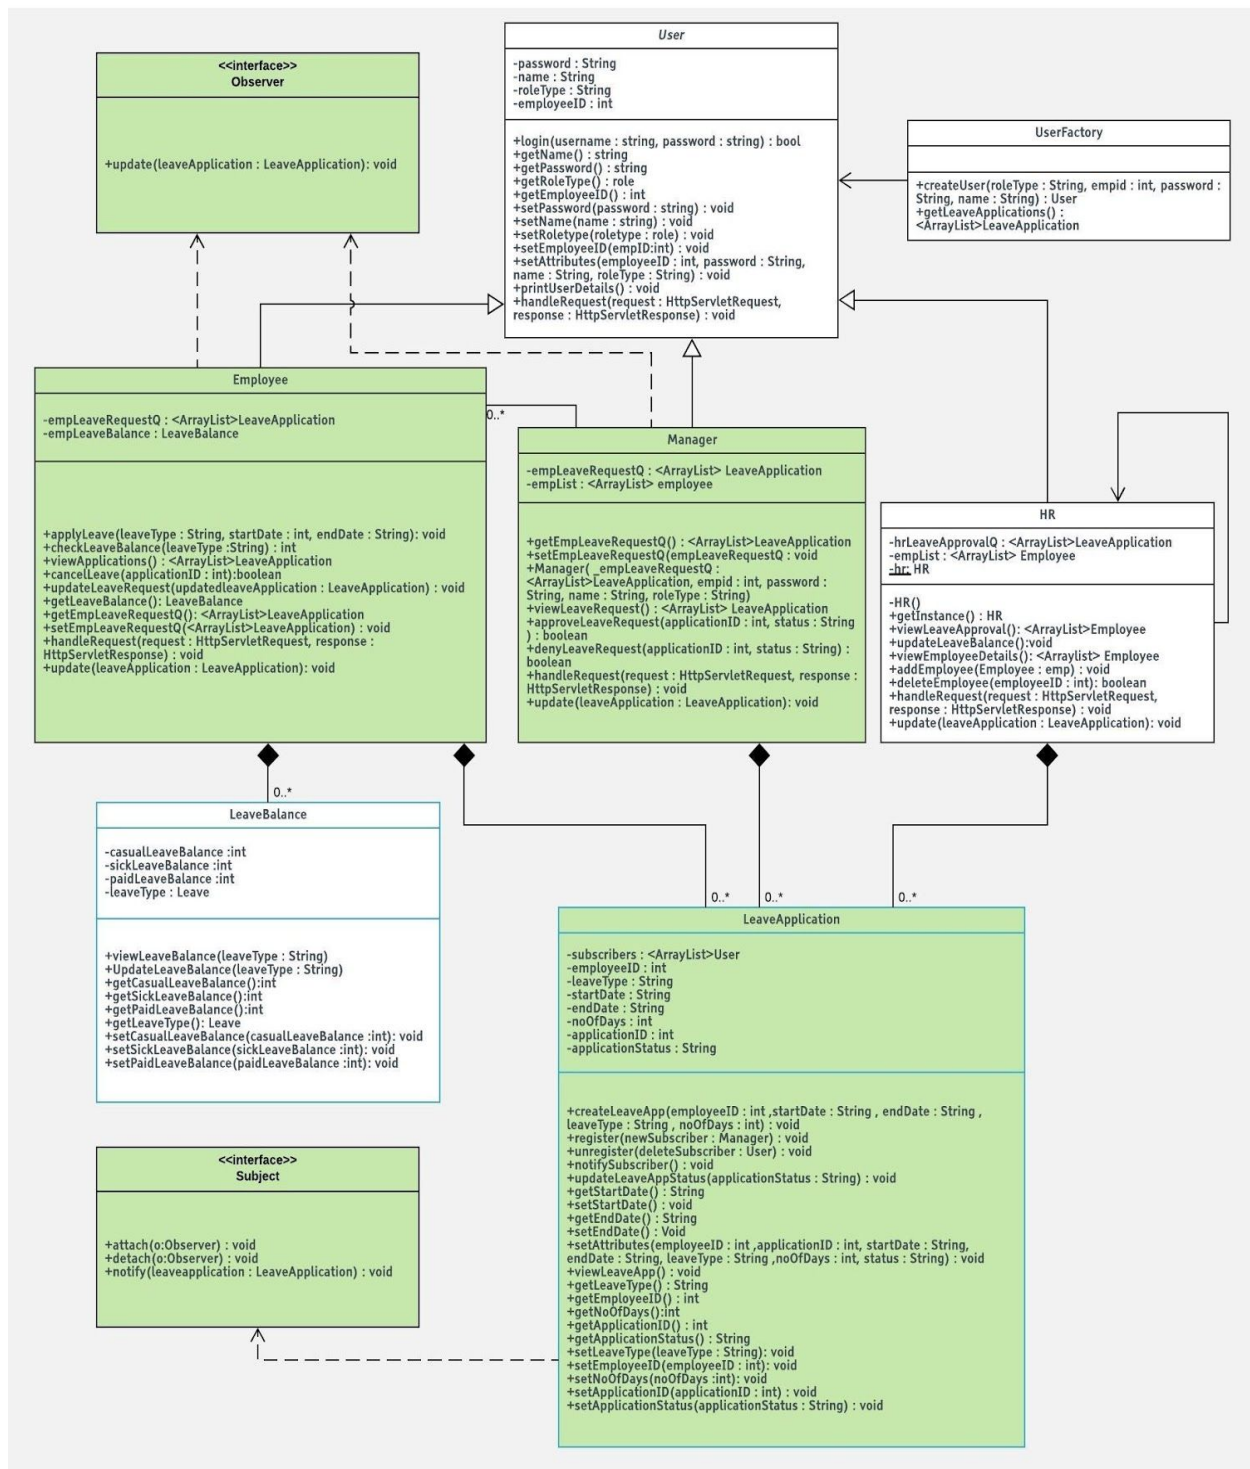 User
-password : String
-name : String
-roleType : String
-employeeID : int
+login(username : string, password : string) : bool
+getName() : string
+getPassword() : string
+getRoleType() : role
+getEmployeeID() : int
+setPassword(password : string) : void
+setName(name : string) : void
+setRoletype(roletype : role) : void
+setEmployeeID(empID:int) : void
+setAttributes(employeeID : int, password : String,
name : String, roleType : String) : void
+printUserDetails() : void
+handleRequest(request : HttpServletRequest,
response : HttpServletResponse) : void
<<interface>>
Observer
+update(leaveApplication : LeaveApplication): void
UserFactory
+createUser(roleType : String, empid : int, password :
String, name : String) : User
+getLeaveApplications() :
<ArrayList>LeaveApplication
Employee
-empLeaveRequestQ : <ArrayList>LeaveApplication
-empLeaveBalance : LeaveBalance
+applyLeave(leaveType : String, startDate : int, endDate : String): void
+checkLeaveBalance(leaveType :String) : int
+viewApplications() : <ArrayList>LeaveApplication
+cancelLeave(applicationID : int):boolean
+updateLeaveRequest(updatedleaveApplication : LeaveApplication) : void
+getLeaveBalance(): LeaveBalance
+getEmpLeaveRequestQ(): <ArrayList>LeaveApplication
+setEmpLeaveRequestQ(<ArrayList>LeaveApplication) : void
+handleRequest(request : HttpServletRequest, response :
HttpServletResponse) : void
+update(leaveApplication : LeaveApplication): void
0..*
Manager
-empLeaveRequestQ : <ArrayList> LeaveApplication
-empList : <ArrayList> employee
+getEmpLeaveRequestQ() : <ArrayList>LeaveApplication
+setEmpLeaveRequestQ(empLeaveRequestQ : void
+Manager( _empLeaveRequestQ :
<ArrayList>LeaveApplication, empid : int, password :
String, name : String, roleType : String)
+viewLeaveRequest() : <ArrayList> LeaveApplication
+approveLeaveRequest(applicationID : int, status : String
) : boolean
+denyLeaveRequest(applicationID : int, status : String) :
boolean
+handleRequest(request : HttpServletRequest, response :
HttpServletResponse) : void
+update(leaveApplication : LeaveApplication): void
HR
-hrLeaveApprovalQ : <ArrayList>LeaveApplication
-empList : <ArrayList> Employee
-hr: HR
-HR()
+getInstance() : HR
+viewLeaveApproval(): <ArrayList>Employee
+updateLeaveBalance():void
+viewEmployeeDetails(): <Arraylist> Employee
+addEmployee(Employee : emp) : void
+deleteEmployee(employeeID : int): boolean
+handleRequest(request : HttpServletRequest,
response : HttpServletResponse) : void
+update(leaveApplication : LeaveApplication): void
0..*
LeaveBalance
-casualLeaveBalance :int
-sickLeaveBalance :int
-paidLeaveBalance :int
-leaveType : Leave
+viewLeaveBalance(leaveType : String)
+UpdateLeaveBalance(leaveType : String)
+getCasualLeaveBalance():int
+getSickLeaveBalance():int
+getPaidLeaveBalance():int
+getLeaveType(): Leave
+setCasualLeaveBalance(casualLeaveBalance :int): void
+setSickLeaveBalance(sickLeaveBalance :int): void
+setPaidLeaveBalance(paidLeaveBalance :int): void
0..* 0..* 0..*
LeaveApplication
-subscribers : <ArrayList>User
-employeeID : int
-leaveType : String
-startDate : String
-endDate : String
-noOfDays : int
-applicationID : int
-applicationStatus : String
+createLeaveApp(employeeID : int ,startDate : String , endDate : String ,
leaveType : String , noOfDays : int) : void
+register(newSubscriber : Manager) : void
+unregister(deleteSubscriber : User) : void
+notifySubscriber() : void
+updateLeaveAppStatus(applicationStatus : String) : void
+getStartDate() : String
+setStartDate() : void
+getEndDate() : String
+setEndDate() : Void
+setAttributes(employeeID : int ,applicationID : int, startDate : String,
endDate : String, leaveType : String ,noOfDays : int, status : String) : void
+viewLeaveApp() : void
+getLeaveType() : String
+getEmployeeID() : int
+getNoOfDays():int
+getApplicationID() : int
+getApplicationStatus() : String
+setLeaveType(leaveType : String): void
+setEmployeeID(employeeID : int): void
+setNoOfDays(noOfDays :int): void
+setApplicationID(applicationID : int) : void
+setApplicationStatus(applicationStatus : String) : void
<<interface>>
Subject
+attach(o:Observer) : void
+detach(o:Observer) : void
+notify(leaveapplication : LeaveApplication) : void